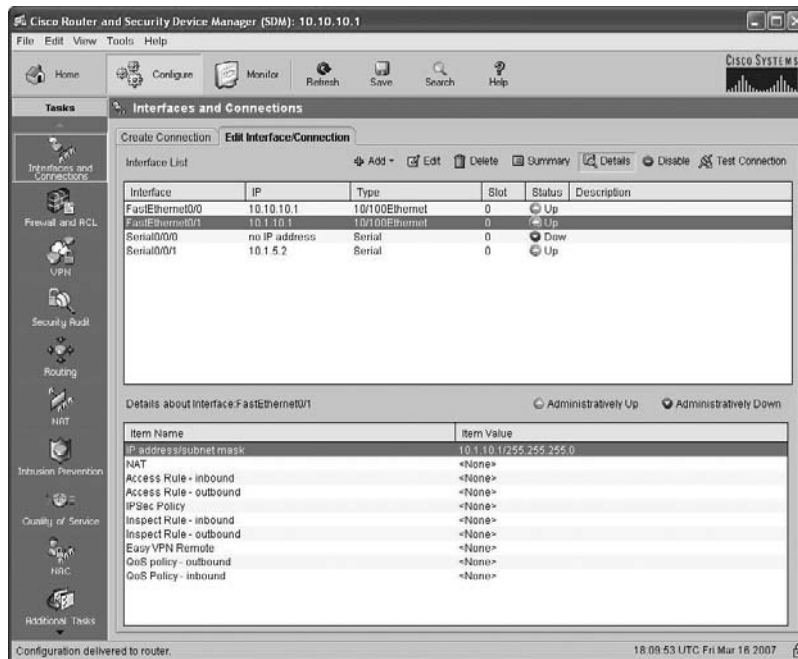 Cisco Router and Security Device Manager (SDM): 10.10.10.1
File Edit View Tools Help
Home Configure Monitor Refresh Save Search Help
CISCO SYSTEMS
Tasks
Interfaces and Connections
Create Connection Edit Interface/Connection
Interface List
Add Edit Delete Summary Details Disable Test Connection
Interface IP Type Slot Status Description
FastEthernet0/0 10.10.10.1 10/100Ethernet 0 Up
FastEthernet0/1 10.1.10.1 10/100Ethernet 0 Up
Serial0/0/0 no IP address Serial 0 Dow
Serial0/0/1 10.1.5.2 Serial 0 Up
Interfaces and
Connections
Firewall and ACL
VPN
Security Audit
Routing
NAT
Intrusion Prevention
Quality of Service
NAC
Additional Tasks
Details about Interface:FastEthernet0/1 Administratively Up Administratively Down
Item Name Item Value
IP address/subnet mask 10.1.10.1/255.255.255.0
NAT <None>
Access Rule - inbound <None>
Access Rule - outbound <None>
IPSec Policy <None>
Inspect Rule - inbound <None>
Inspect Rule - outbound <None>
Easy VPN Remote <None>
QoS policy - outbound <None>
QoS Policy - inbound <None>
Configuration delivered to router. 18:09:53 UTC Fri Mar 16 2007